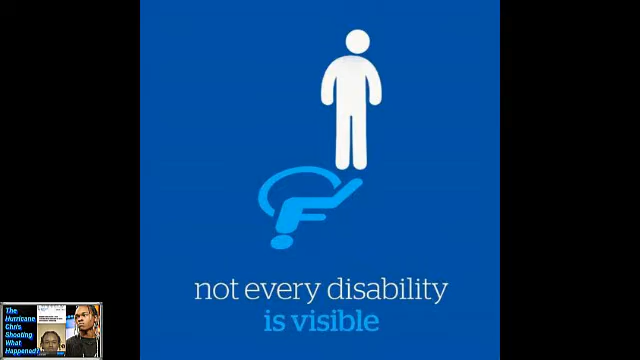 not every disability
is visible
The
Hurricane
Chris
Shooting
What
Happened?